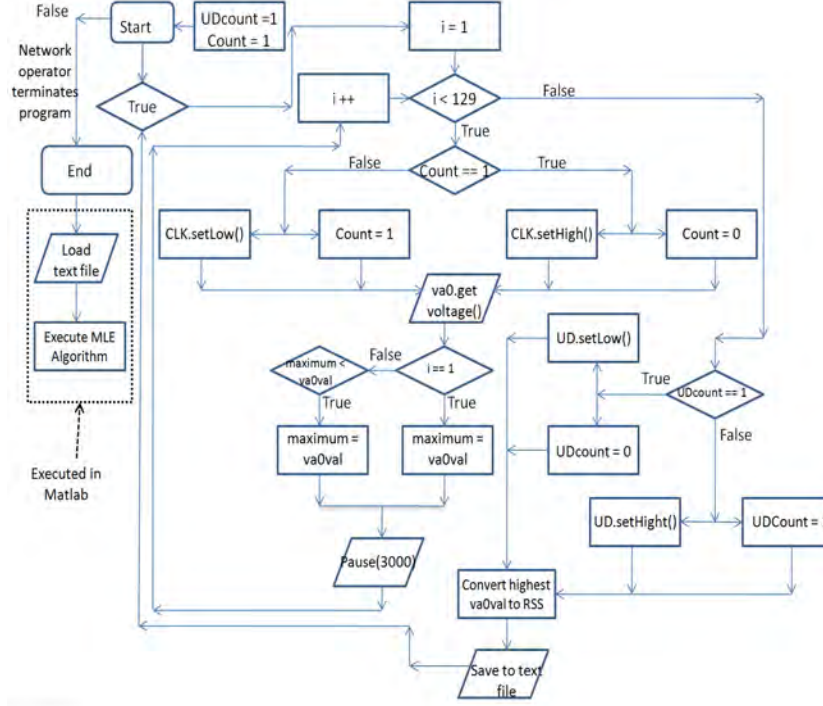 False
Start
UDcount =1
Count = 1
i = 1
Network
operator
terminates
program
True
i ++
i < 129
False
True
End
False
Count == 1
True
Load
text file
CLK.setLow()
Count = 1
CLK.setHigh()
Count = 0
va0.get
voltage()
Execute MLE
Algorithm
UD.setLow()
maximum <
va0val
False
i == 1
True
UDcount == 1
True
True
False
maximum =
va0val
maximum =
va0val
UDcount = 0
Executed in
Matlab
UD.setHight()
UDCount =
Pause(3000)
Convert highest
va0val to RSS
Save to text
file